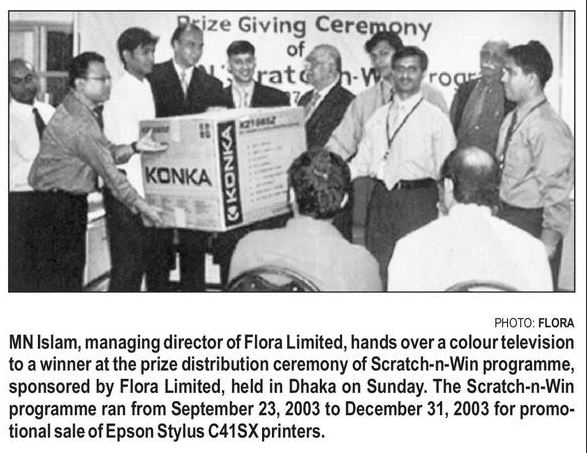 Prize Giving Ceremony
of
Scratch-n-Win Progra
K2168SZ
KONKA
KONKA
PHOTO: FLORA
MN Islam, managing director of Flora Limited, hands over a colour television
to a winner at the prize distribution ceremony of Scratch-n-Win programme,
sponsored by Flora Limited, held in Dhaka on Sunday. The Scratch-n-Win
programme ran from September 23, 2003 to December 31, 2003 for promo-
tional sale of Epson Stylus C41SX printers.